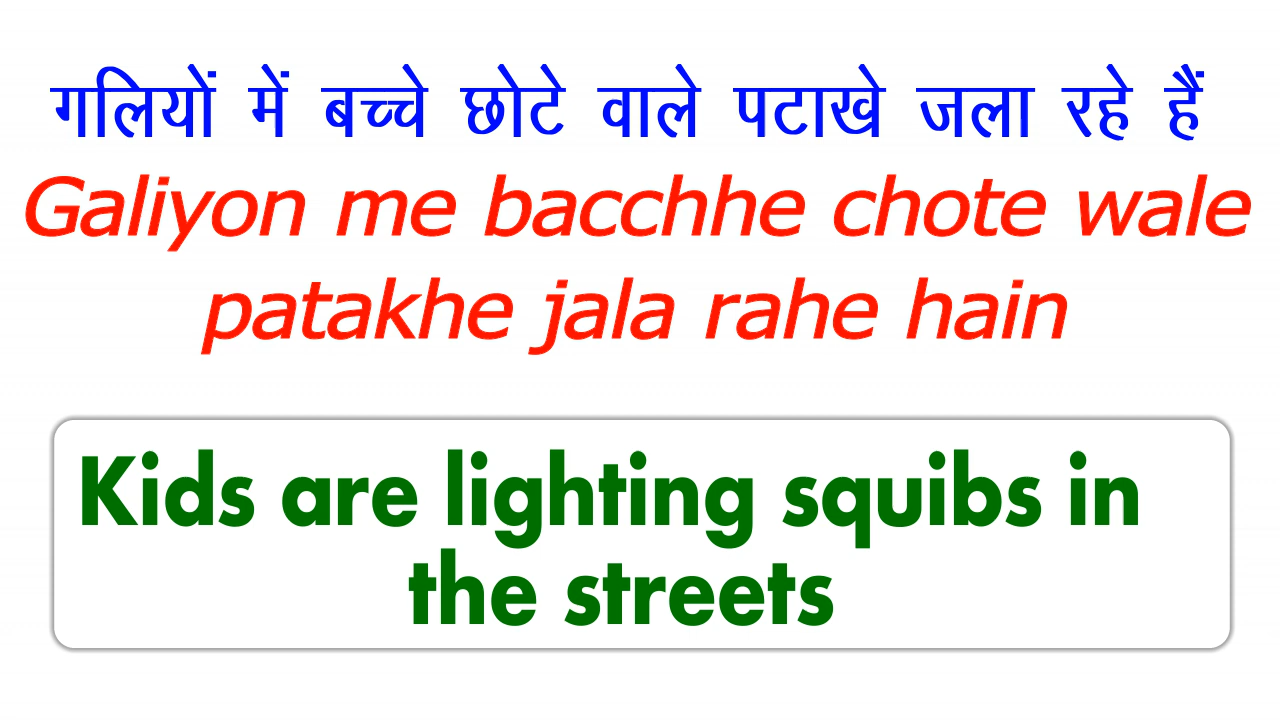 गलियों में बच्चे छोटे वाले पटाखे जला रहे हैं
Galiyon me bacchhe chote wale
patakhe jala rahe hain
Kids are lighting squibs in
the streets